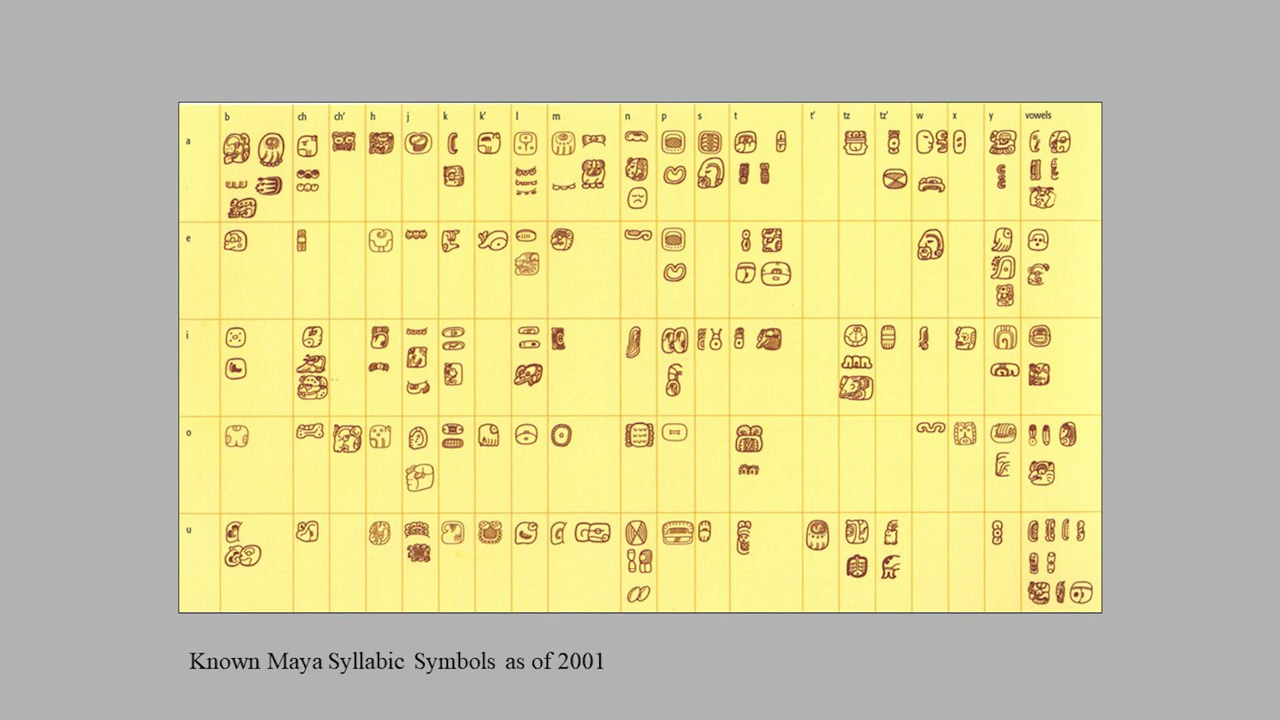 b ch ch' h j k k' l m n p s t t' tz tz' w x y vowels
a
e
i
o
u
Known Maya Syllabic Symbols as of 2001